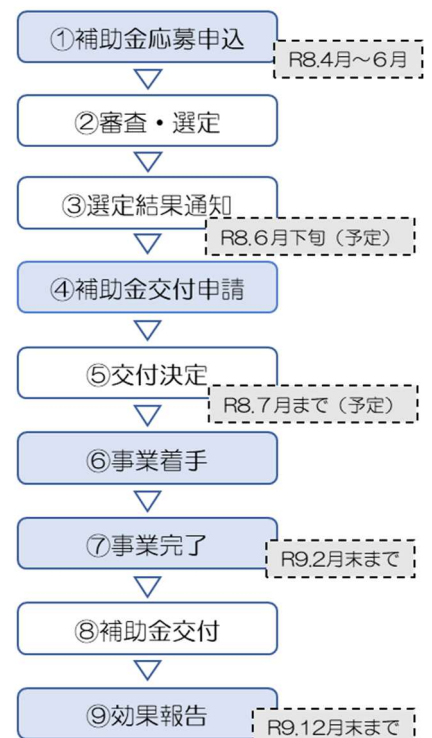 ①補助金応募申込
R8.4月～6月
②審査・選定
③選定結果通知
R8.6月下旬（予定）
④補助金交付申請
⑤交付決定
R8.7月まで（予定）
⑥事業着手
⑦事業完了
R9.2月末まで
⑧補助金交付
⑨効果報告
R9.12月末まで